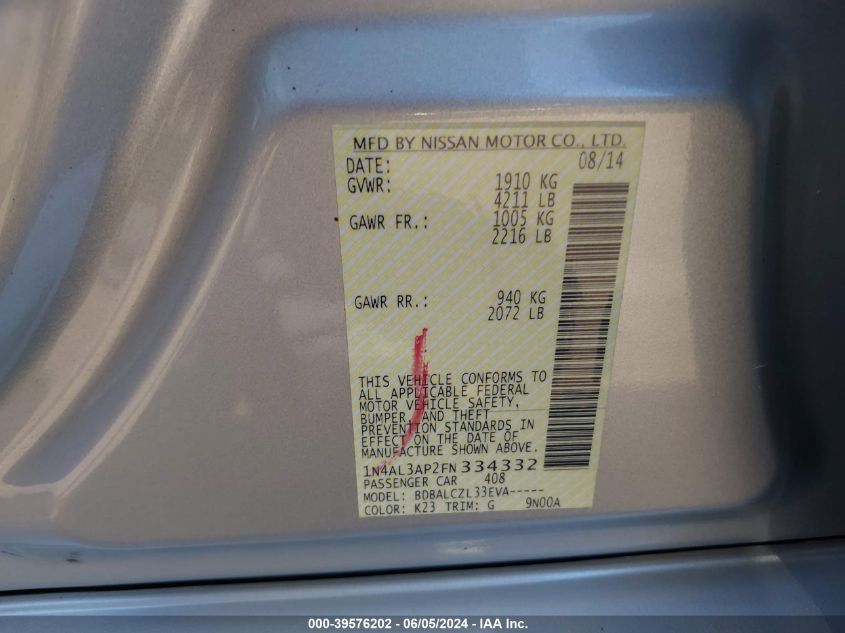 MFD BY NISSAN MOTOR CO., LTD.
DATE: 08/14
GVWR: 1910 KG
4211 LB
GAWR FR.: 1005 KG
2216 LB
GAWR RR.: 940 KG
2072 LB
THIS VEHICLE CONFORMS TO
ALL APPLICABLE FEDERAL
MOTOR VEHICLE SAFETY,
BUMPER, AND THEFT
PREVENTION STANDARDS IN
EFFECT ON THE DATE OF
MANUFACTURE SHOWN ABOVE.
1N4AL3AP2FN 334332
PASSENGER CAR 408
MODEL: BDBALCZL33EVA-----
COLOR: K23 TRIM: G 9N00A
000-39576202 - 06/05/2024 - IAA Inc.